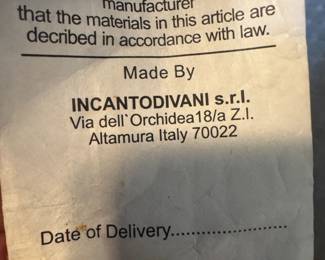 manufacturer
that the materials in this article are
decribed in accordance with law.
Made By
INCANTODIVANI s.r.l.
Via dell'Orchidea18/a Z.I.
Altamura Italy 70022
Date of Delivery......................